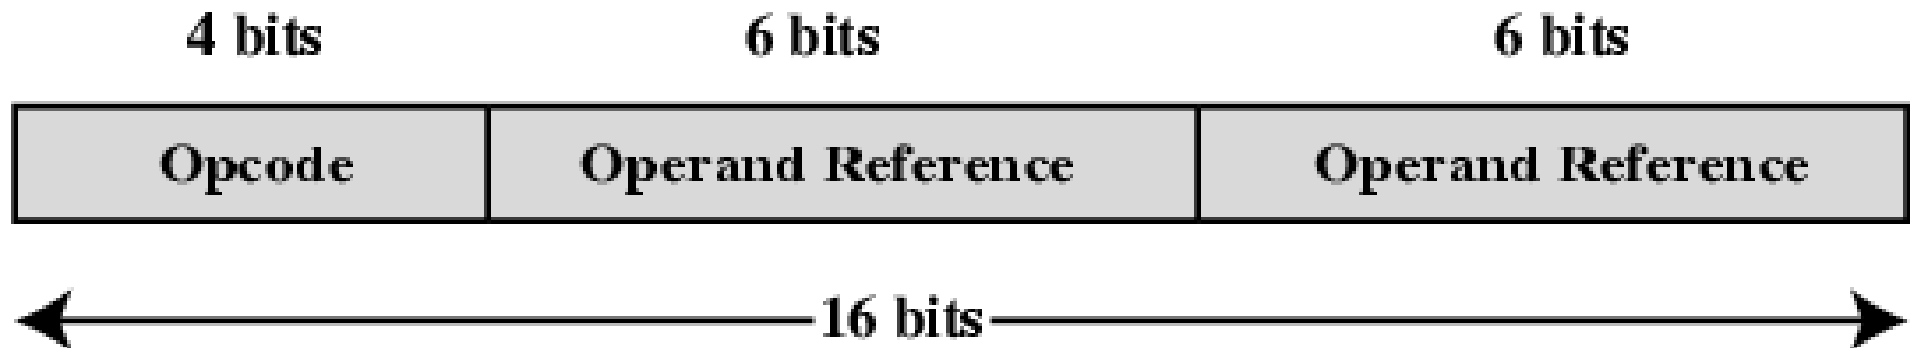 4 bits 6 bits 6 bits
Opcode Operand Reference Operand Reference
16 bits